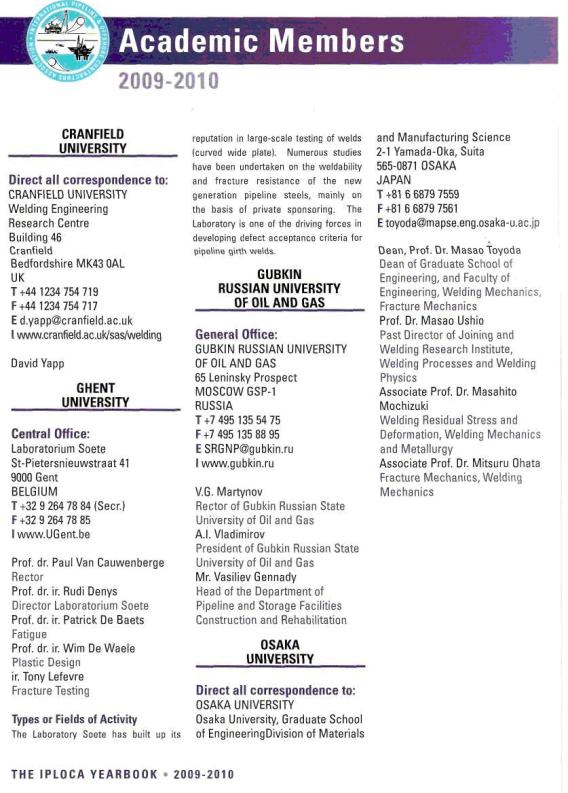 INTERNATIONAL PIPELINE & OFFSHORE CONTRACTORS ASSOCIATION
Academic Members
2009-2010
CRANFIELD
UNIVERSITY
Direct all correspondence to:
CRANFIELD UNIVERSITY
Welding Engineering
Research Centre
Building 46
Cranfield
Bedfordshire MK43 0AL
UK
T +44 1234 754 719
F +44 1234 754 717
E d.yapp@cranfield.ac.uk
I www.cranfield.ac.uk/sas/welding
David Yapp
GHENT
UNIVERSITY
Central Office:
Laboratorium Soete
St-Pietersnieuwstraat 41
9000 Gent
BELGIUM
T +32 9 264 78 84 (Secr.)
F +32 9 264 78 85
I www.UGent.be
Prof. dr. Paul Van Cauwenberge
Rector
Prof. dr. ir. Rudi Denys
Director Laboratorium Soete
Prof. dr. ir. Patrick De Baets
Fatigue
Prof. dr. ir. Wim De Waele
Plastic Design
ir. Tony Lefevre
Fracture Testing
Types or Fields of Activity
The Laboratory Soete has built up its
reputation in large-scale testing of welds
(curved wide plate). Numerous studies
have been undertaken on the weldability
and fracture resistance of the new
generation pipeline steels, mainly on
the basis of private sponsoring. The
Laboratory is one of the driving forces in
developing defect acceptance criteria for
pipeline girth welds.
GUBKIN
RUSSIAN UNIVERSITY
OF OIL AND GAS
General Office:
GUBKIN RUSSIAN UNIVERSITY
OF OIL AND GAS
65 Leninsky Prospect
MOSCOW GSP-1
RUSSIA
T +7 495 135 54 75
F +7 495 135 88 95
E SRGNP@gubkin.ru
I www.gubkin.ru
V.G. Martynov
Rector of Gubkin Russian State
University of Oil and Gas
A.I. Vladimirov
President of Gubkin Russian State
University of Oil and Gas
Mr. Vasiliev Gennady
Head of the Department of
Pipeline and Storage Facilities
Construction and Rehabilitation
OSAKA
UNIVERSITY
Direct all correspondence to:
OSAKA UNIVERSITY
Osaka University, Graduate School
of EngineeringDivision of Materials
and Manufacturing Science
2-1 Yamada-Oka, Suita
565-0871 OSAKA
JAPAN
T +81 6 6879 7559
F +81 6 6879 7561
E toyoda@mapse.eng.osaka-u.ac.jp
Dean, Prof. Dr. Masao Toyoda
Dean of Graduate School of
Engineering, and Faculty of
Engineering, Welding Mechanics,
Fracture Mechanics
Prof. Dr. Masao Ushio
Past Director of Joining and
Welding Research Institute,
Welding Processes and Welding
Physics
Associate Prof. Dr. Masahito
Mochizuki
Welding Residual Stress and
Deformation, Welding Mechanics
and Metallurgy
Associate Prof. Dr. Mitsuru Ohata
Fracture Mechanics, Welding
Mechanics
THE IPLOCA YEARBOOK • 2009-2010